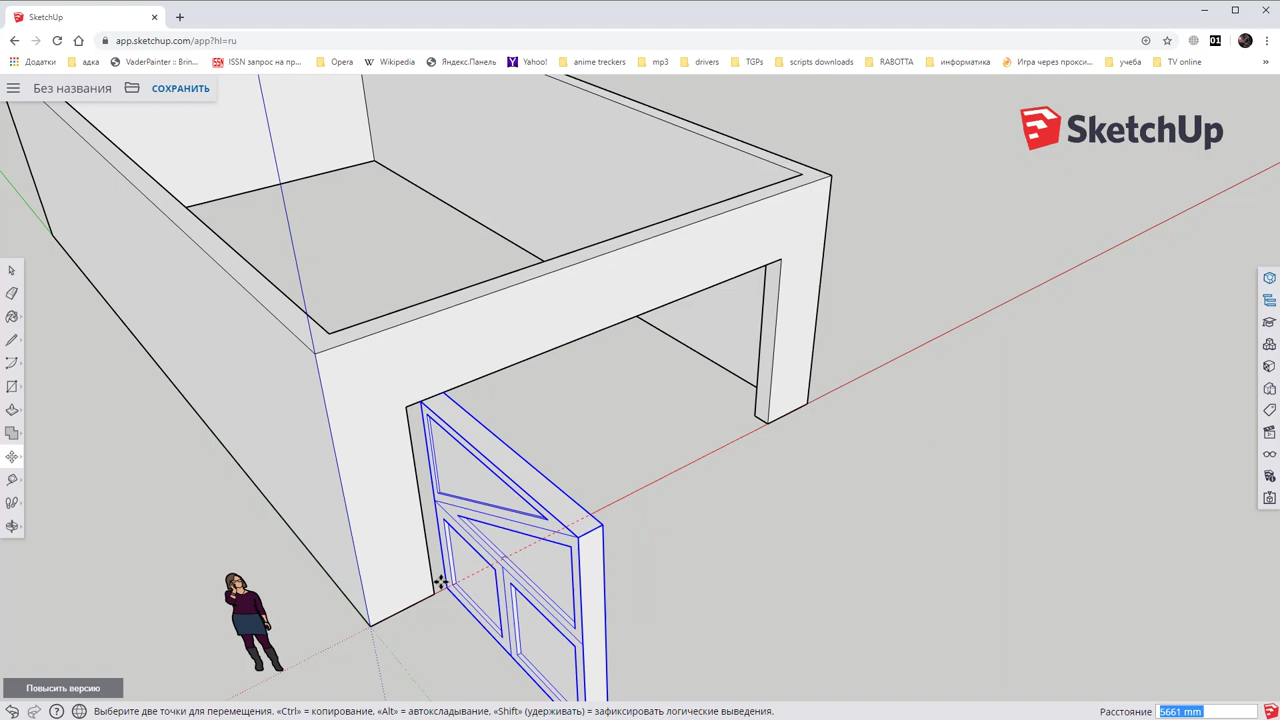 SketchUp
app.sketchup.com/app?hl=ru
01
Додатки
адка
VaderPainter :: Brin...
ISSN запрос на пр...
Opera
Wikipedia
Яндекс.Панель
Yahoo!
anime treckers
mp3
drivers
TGPs
scripts downloads
RABOTTA
информатика
Игра через прокси...
учеба
TV online
»
Без названия
СОХРАНИТЬ
SketchUp
Повысить версию
Выберите две точки для перемещения. «Ctrl» = копирование, «Alt» = автоскладывание, «Shift» (удерживать) = зафиксировать логические выведения.
Расстояние
5661 mm